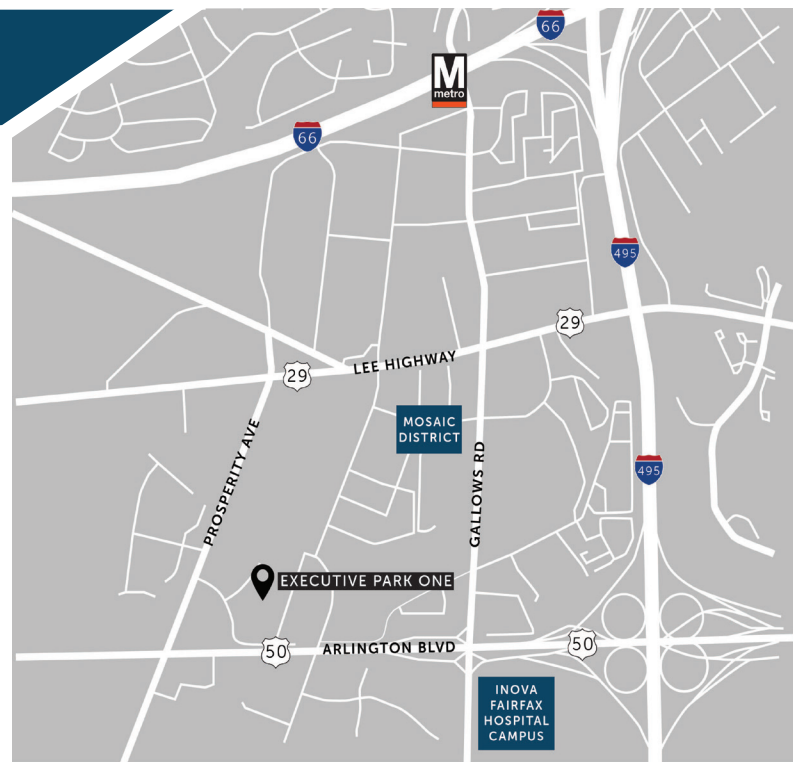 66
M
metro
66
495
29
LEE HIGHWAY
29
MOSAIC
DISTRICT
PROSPERITY AVE
GALLOWS RD
495
EXECUTIVE PARK ONE
50
ARLINGTON BLVD
50
INOVA
FAIRFAX
HOSPITAL
CAMPUS